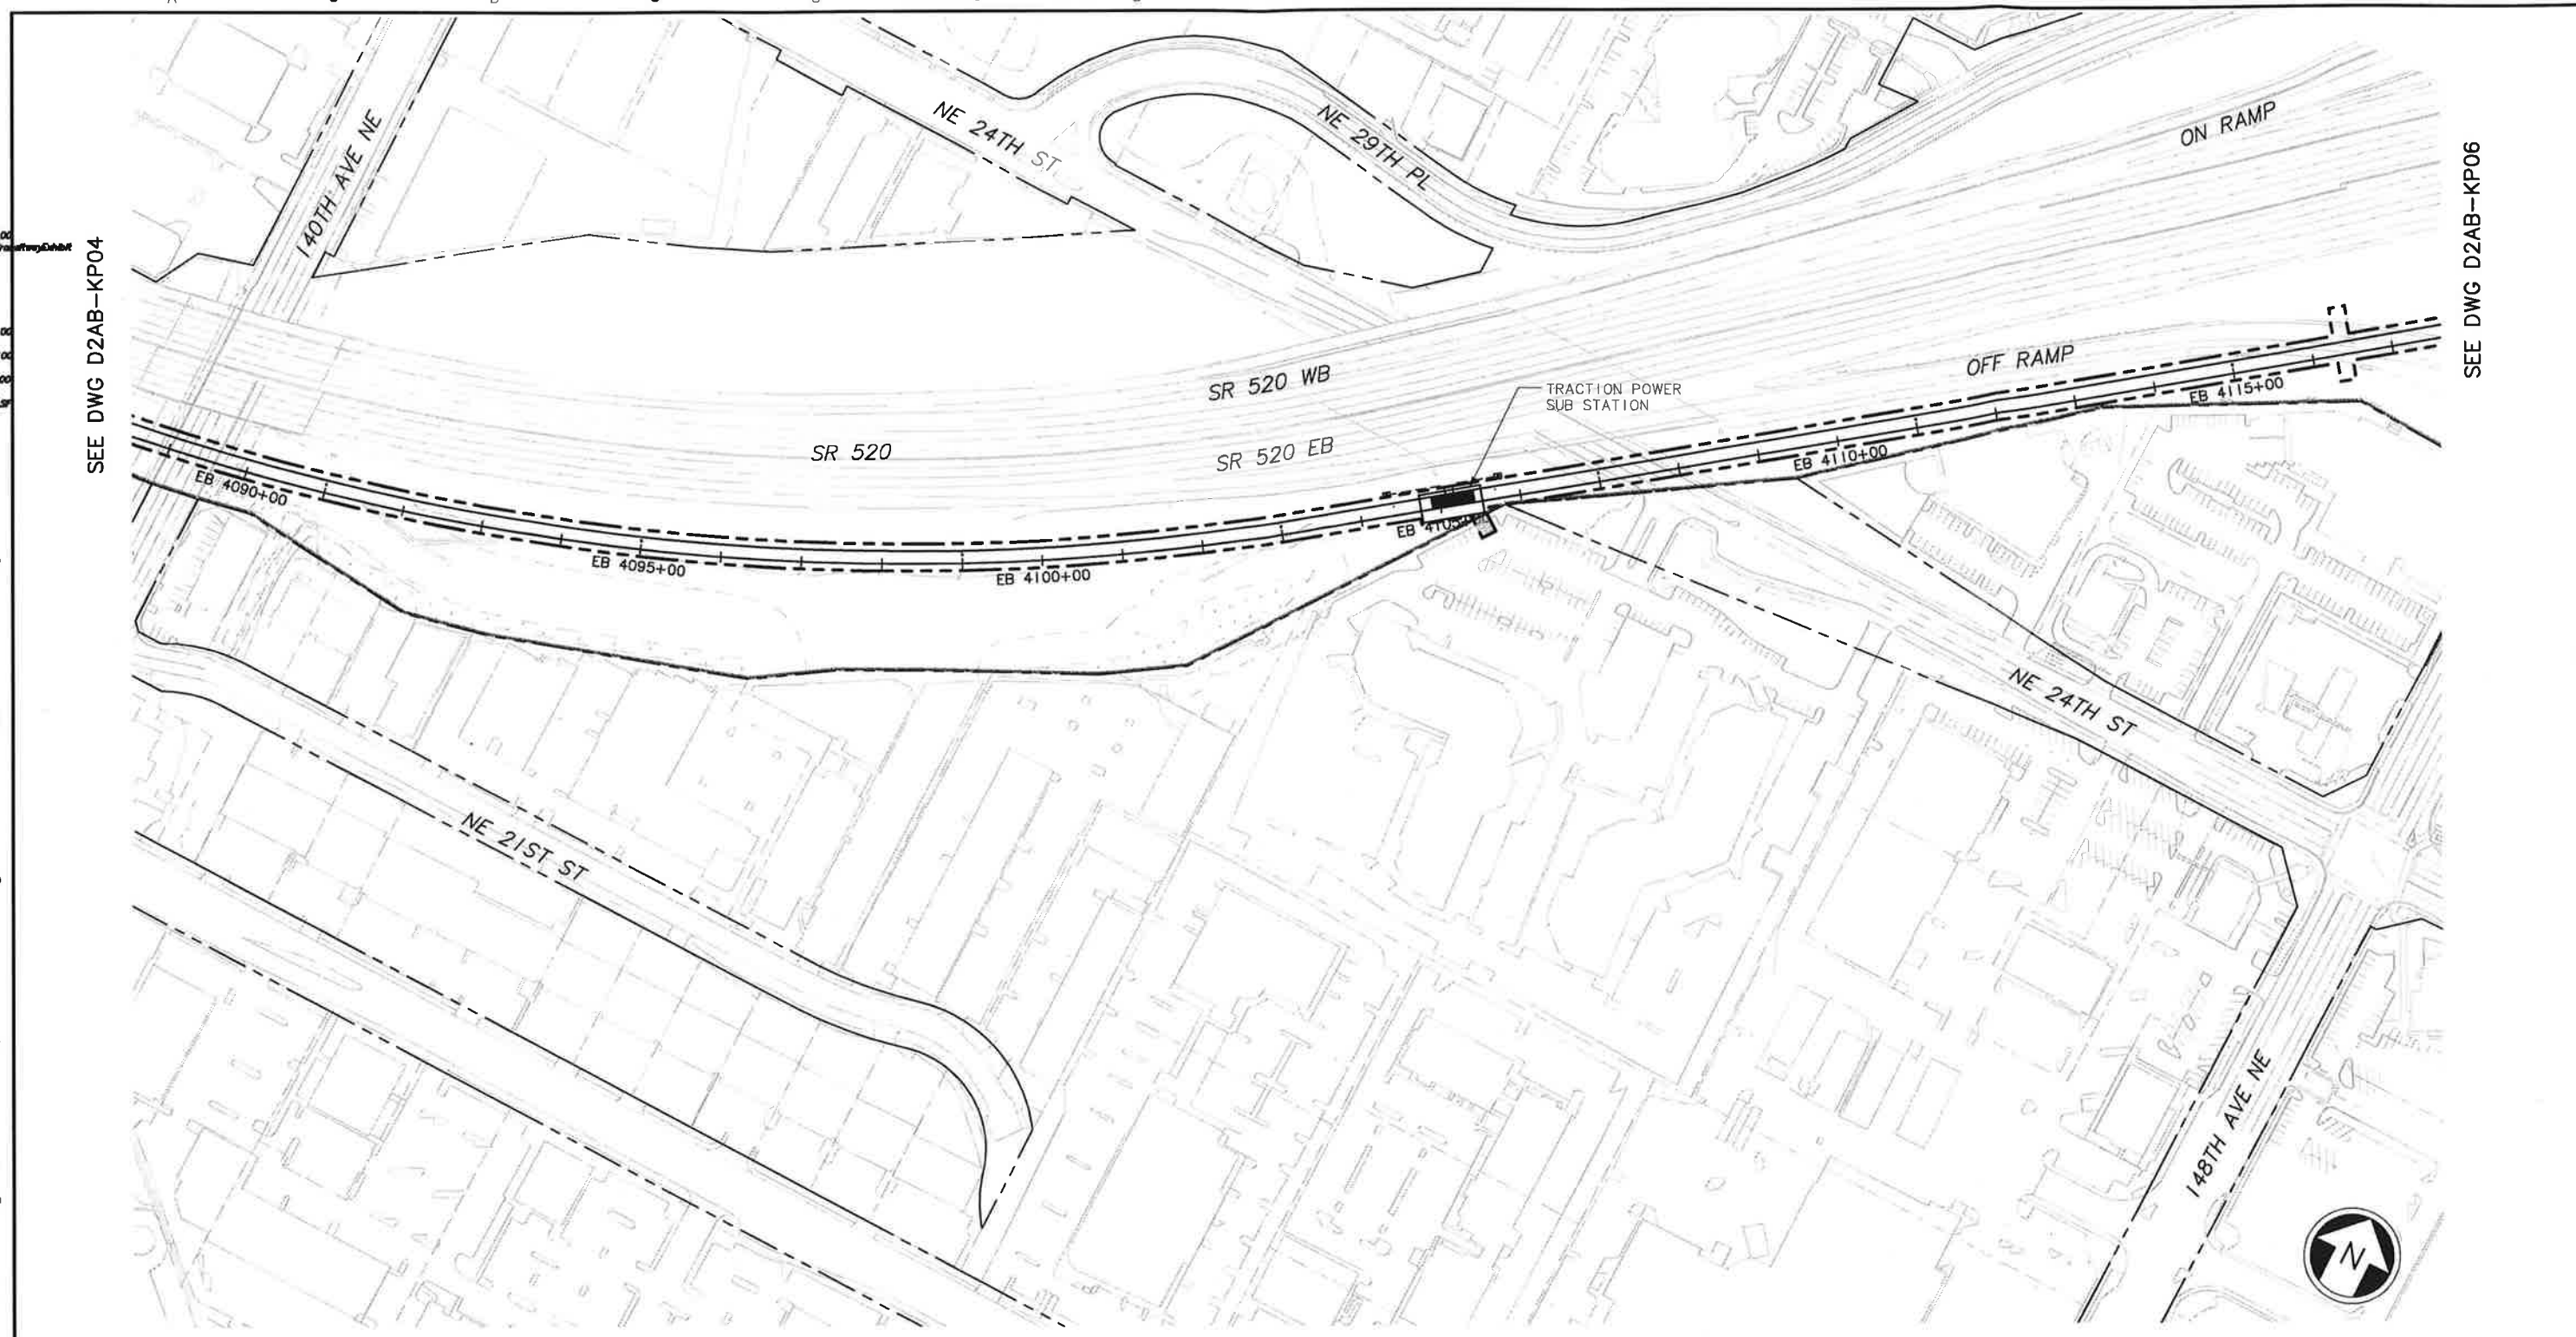 140TH AVE NE
NE 24TH ST
NE 29TH PL
ON RAMP
SEE DWG D2AB-KP04
SEE DWG D2AB-KP06
SR 520 WB
OFF RAMP
TRACTION POWER
SUB STATION
SR 520
SR 520 EB
EB 4090+00
EB 4095+00
EB 4100+00
EB 4110+00
EB 4115+00
NE 24TH ST
NE 21ST ST
148TH AVE NE
N